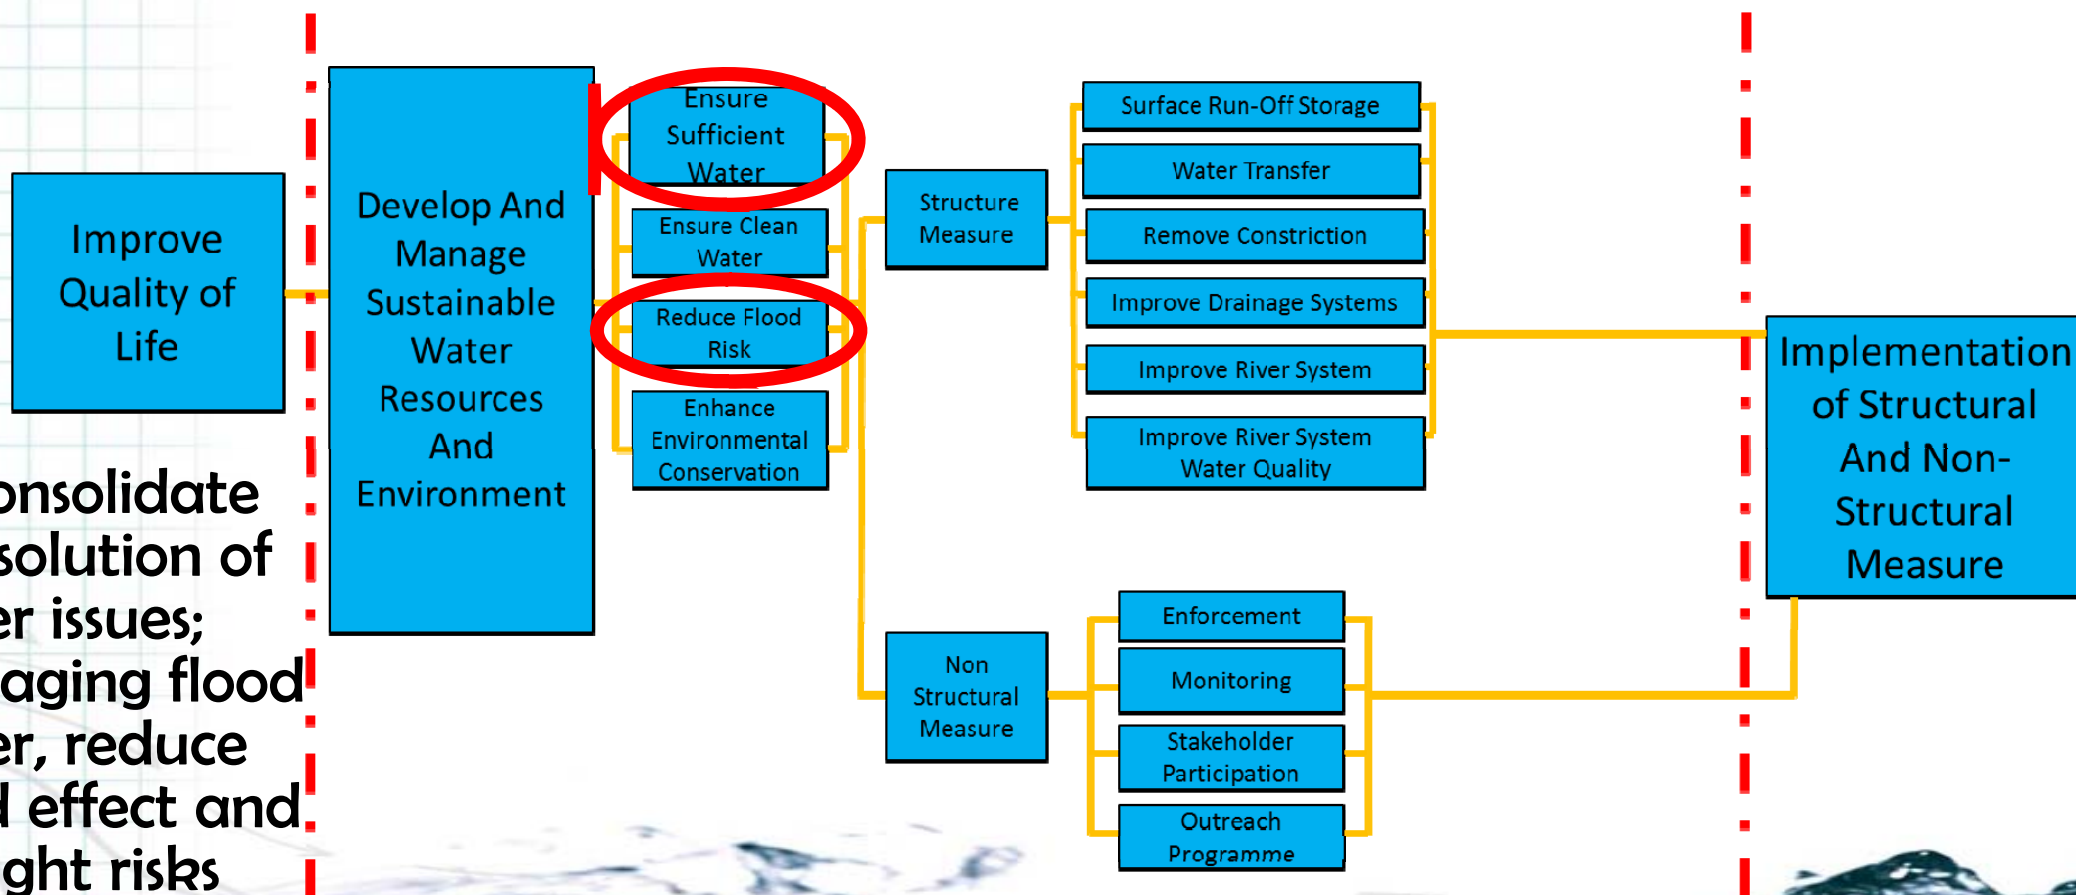 Improve
Quality of
Life
onsolidate
solution of
er issues;
aging flood
er, reduce
d effect and
ght risks
Develop And
Manage
Sustainable
Water
Resources
And
Environment
Ensure
Sufficient
Water
Ensure Clean
Water
Reduce Flood
Risk
Enhance
Environmental
Conservation
Structure
Measure
Surface Run-Off Storage
Water Transfer
Remove Constriction
Improve Drainage Systems
Improve River System
Improve River System
Water Quality
Non
Structural
Measure
Enforcement
Monitoring
Stakeholder
Participation
Outreach
Programme
Implementation
of Structural
And Non-
Structural
Measure